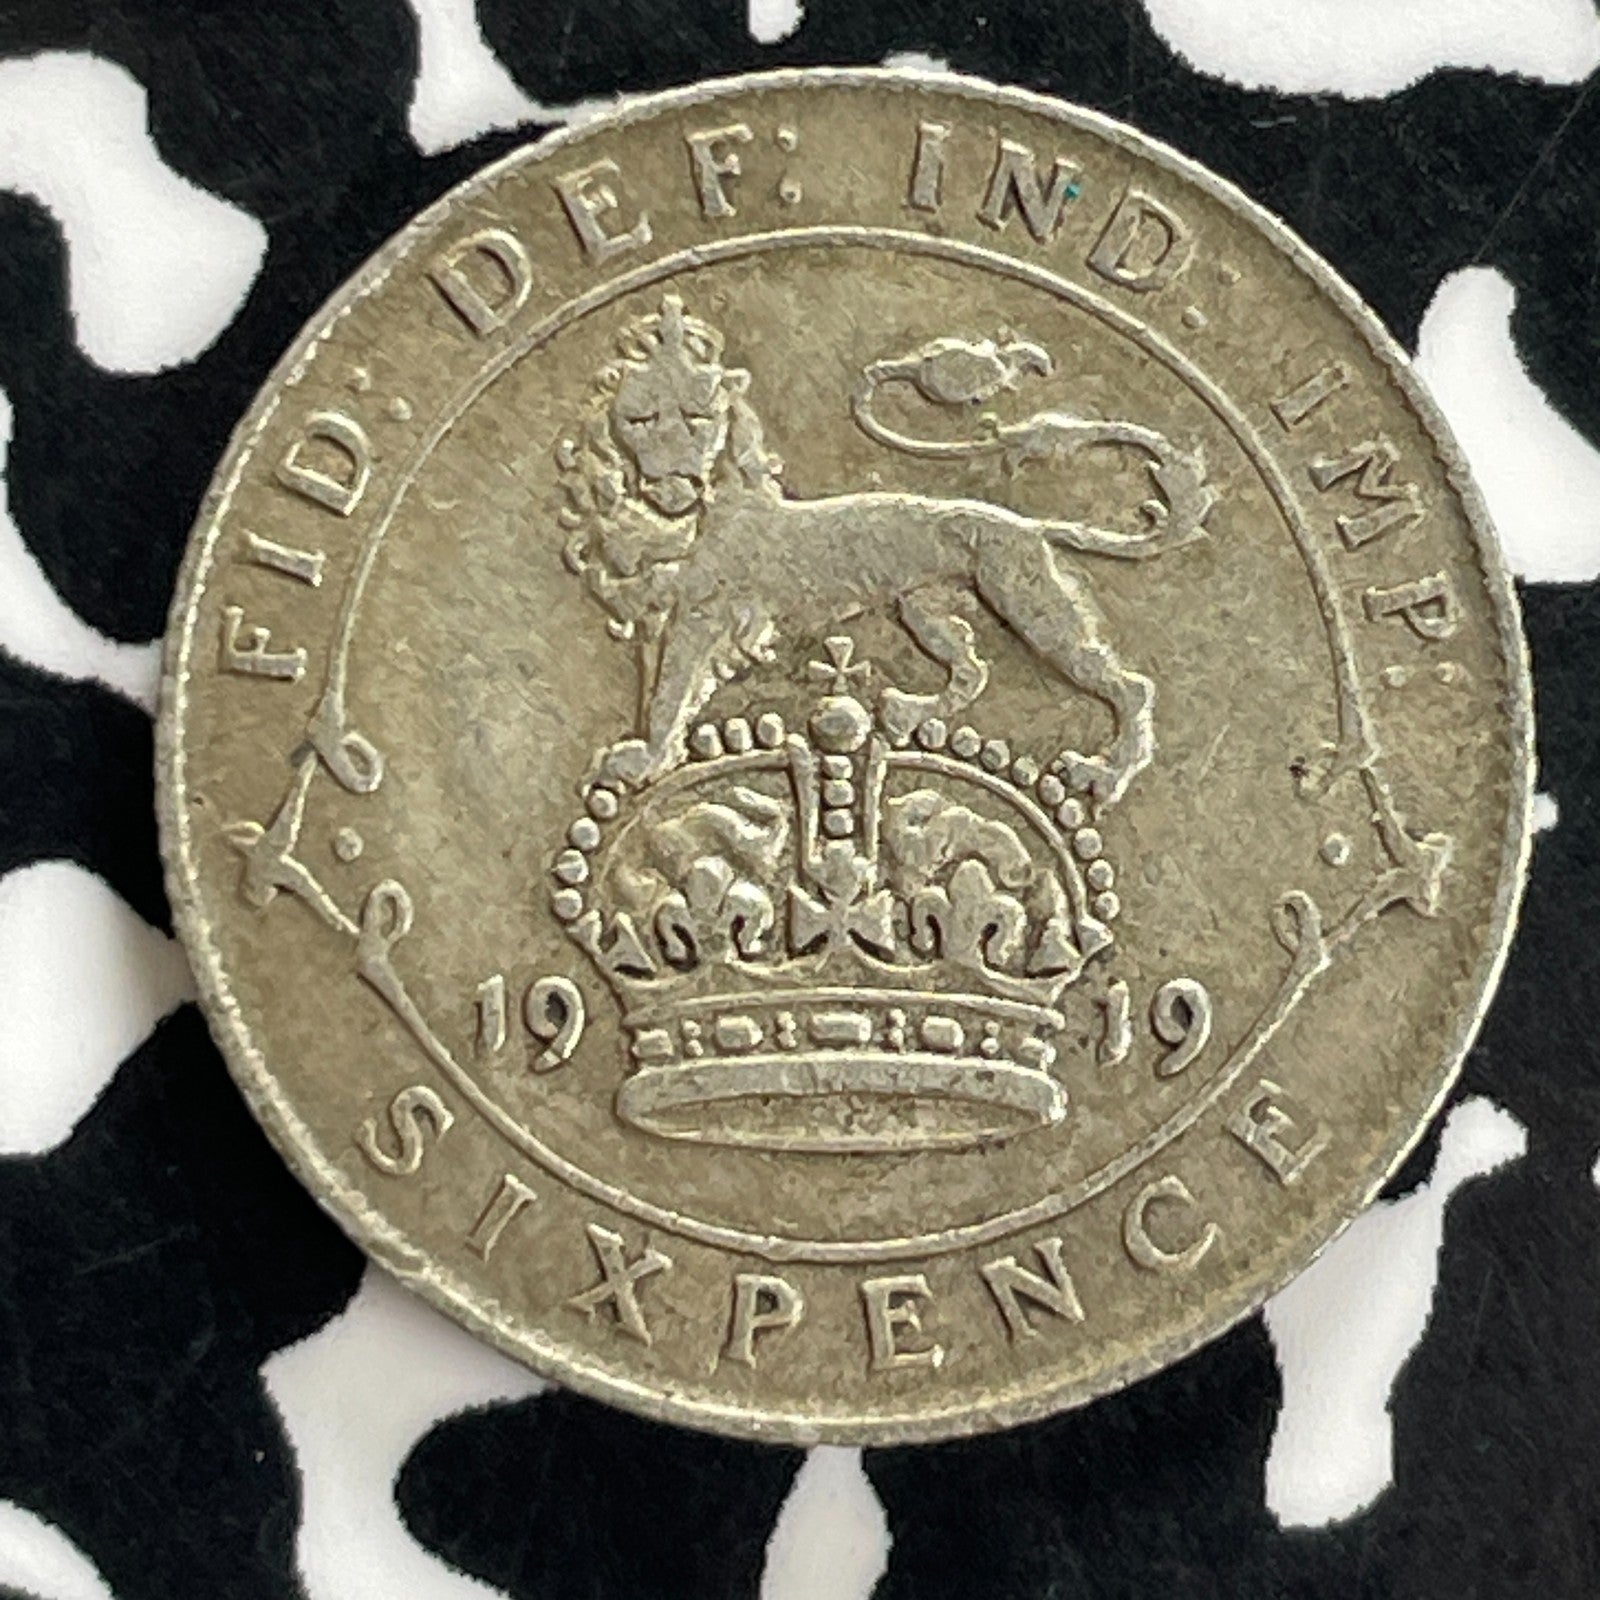 FID: DEF: IND: IMP:
19 19
SIXPENCE